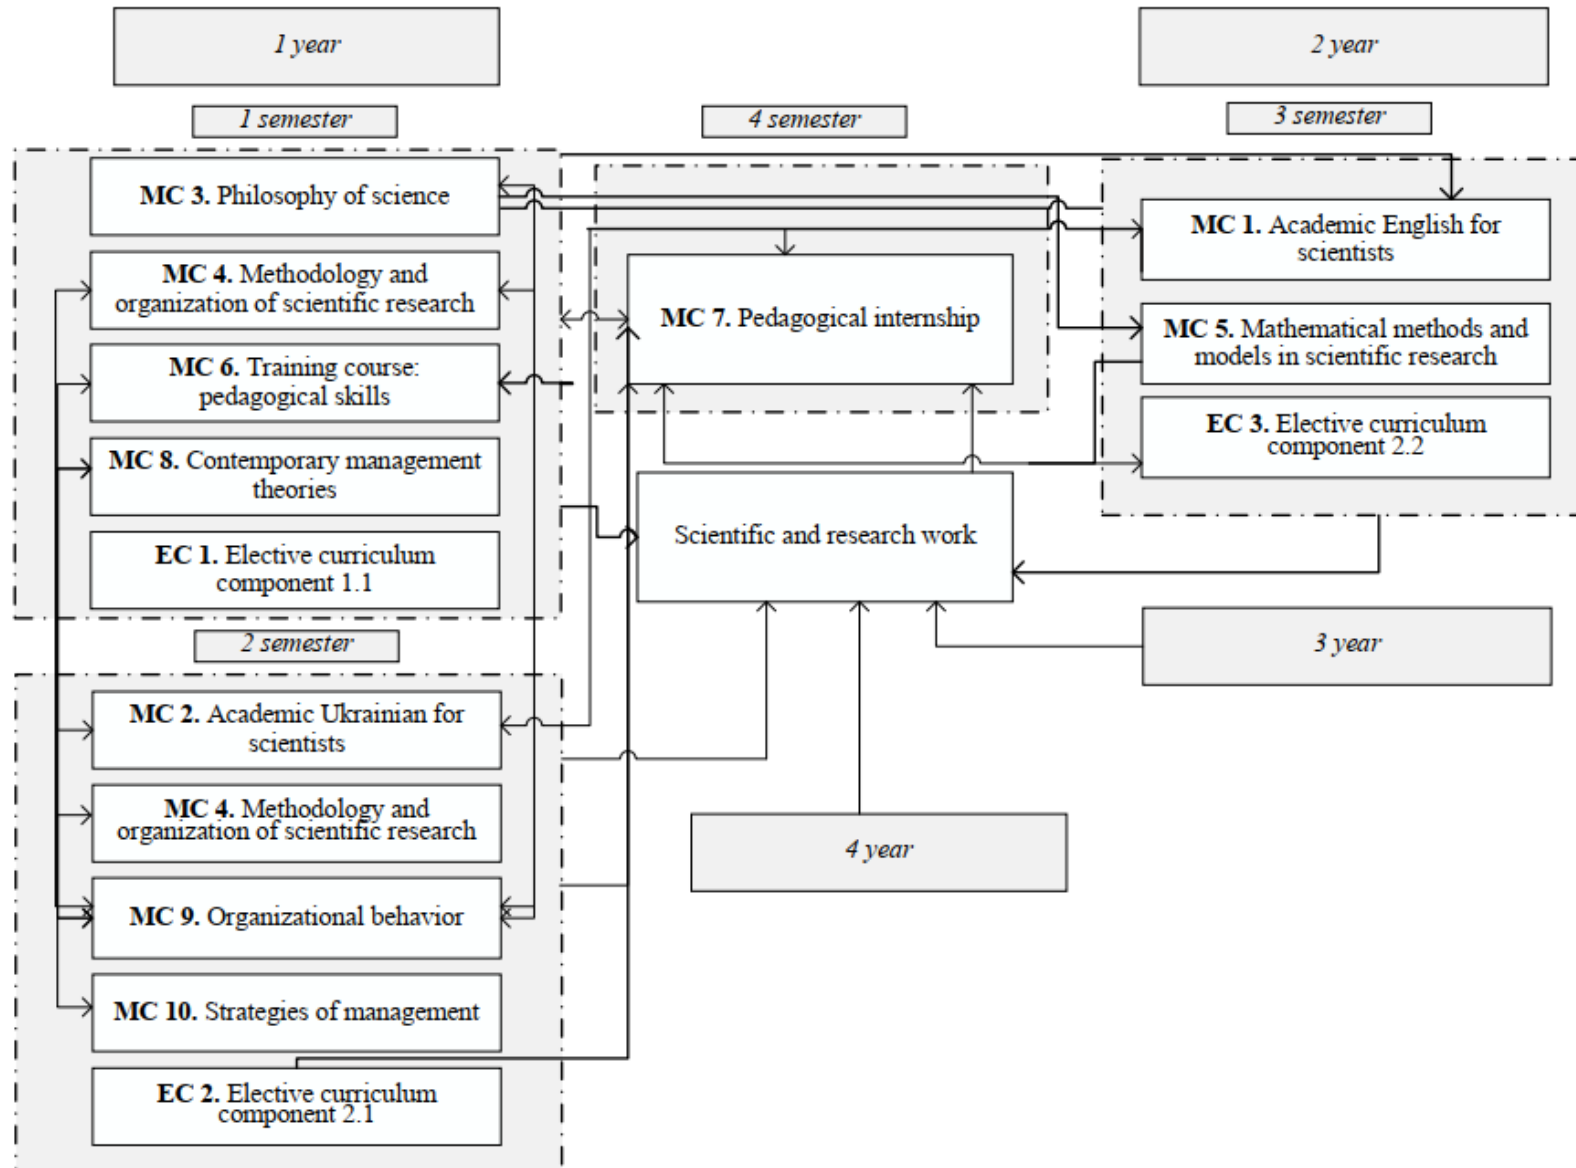 1 year
2 year
1 semester
4 semester
3 semester
MC 3. Philosophy of science
MC 4. Methodology and
organization of scientific research
MC 6. Training course:
pedagogical skills
MC 8. Contemporary management
theories
EC 1. Elective curriculum
component 1.1
MC 7. Pedagogical internship
Scientific and research work
MC 1. Academic English for
scientists
MC 5. Mathematical methods and
models in scientific research
EC 3. Elective curriculum
component 2.2
2 semester
3 year
MC 2. Academic Ukrainian for
scientists
MC 4. Methodology and
organization of scientific research
MC 9. Organizational behavior
MC 10. Strategies of management
EC 2. Elective curriculum
component 2.1
4 year